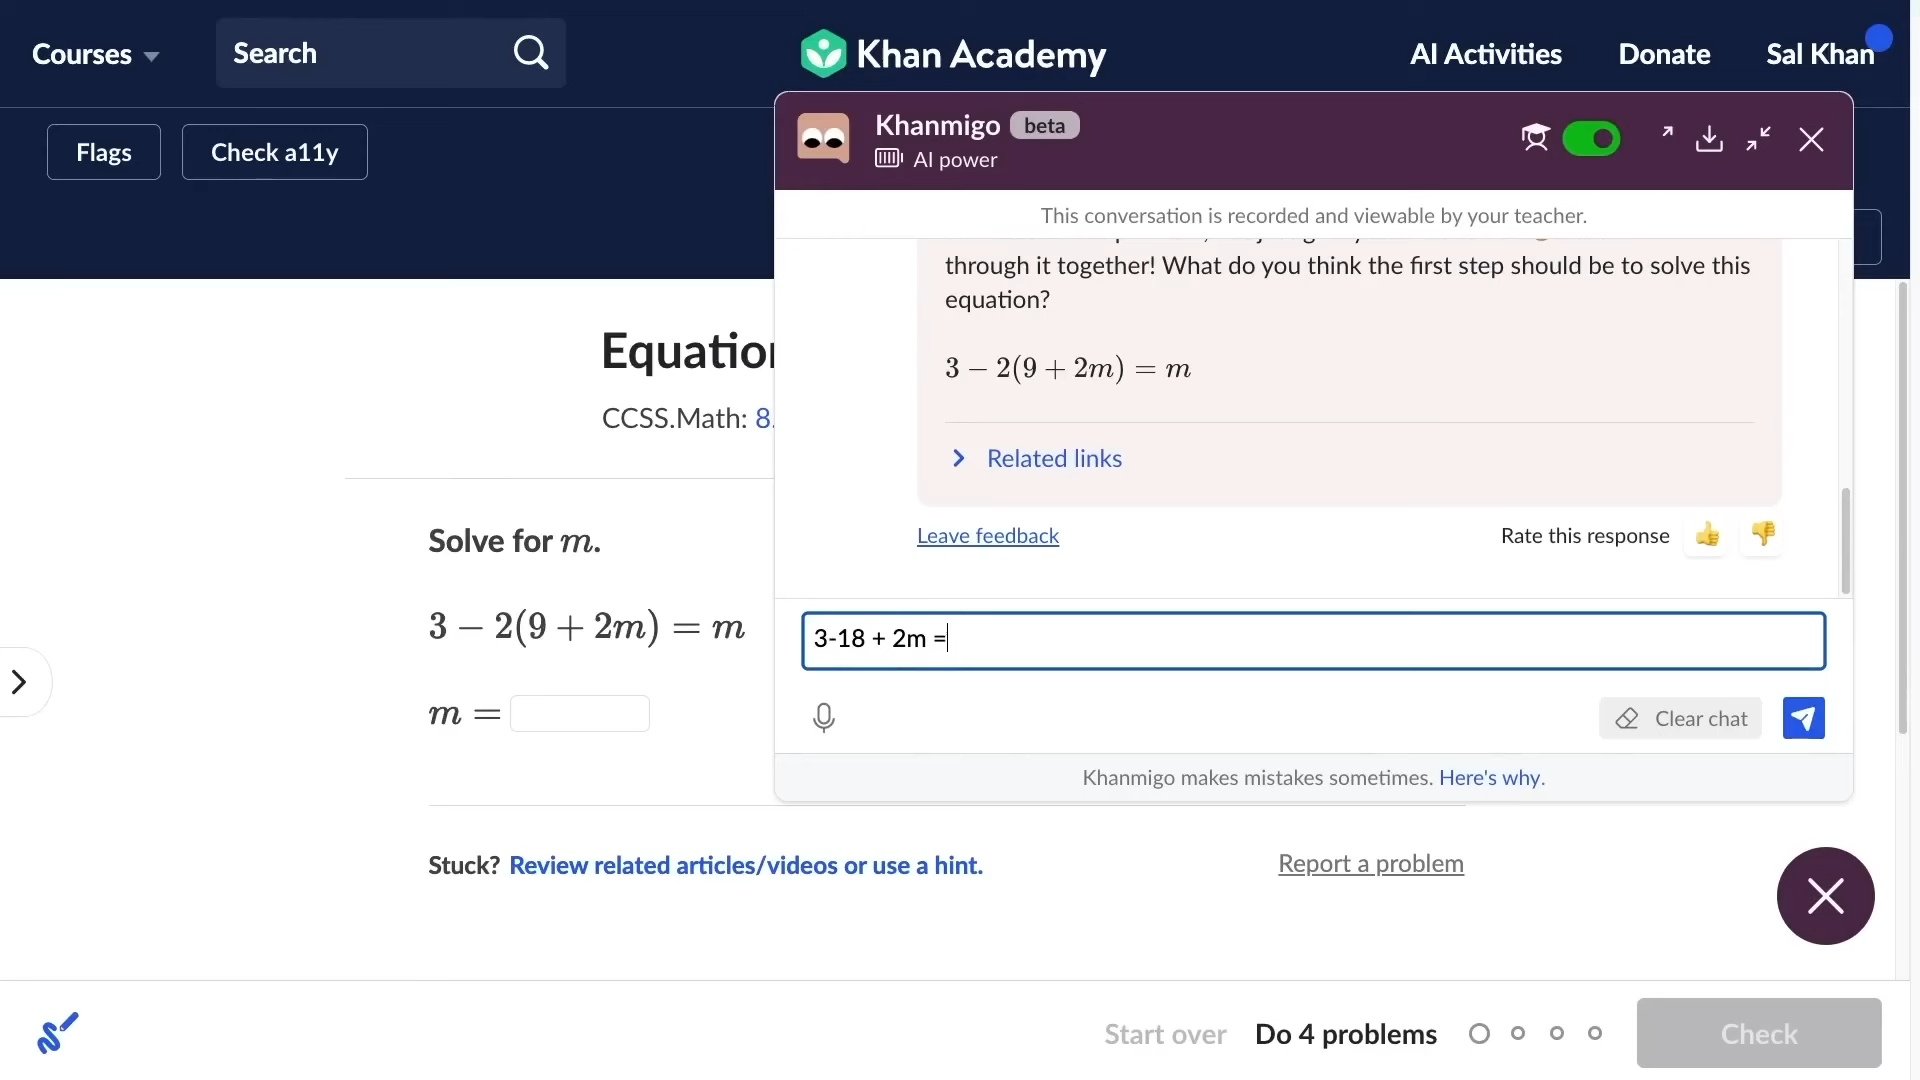 Courses
Search
Khan Academy
AI Activities
Donate
Sal Khan
Flags
Check a11y
Khanmigo beta
AI power
This conversation is recorded and viewable by your teacher.
through it together! What do you think the first step should be to solve this
equation?
3 − 2(9 + 2m) = m
Related links
Leave feedback
Rate this response
3-18 + 2m =
Clear chat
Khanmigo makes mistakes sometimes. Here's why.
CCSS.Math: 8.
Solve for m.
3 − 2(9 + 2m) = m
m =
Stuck? Review related articles/videos or use a hint.
Report a problem
Start over
Do 4 problems
Check